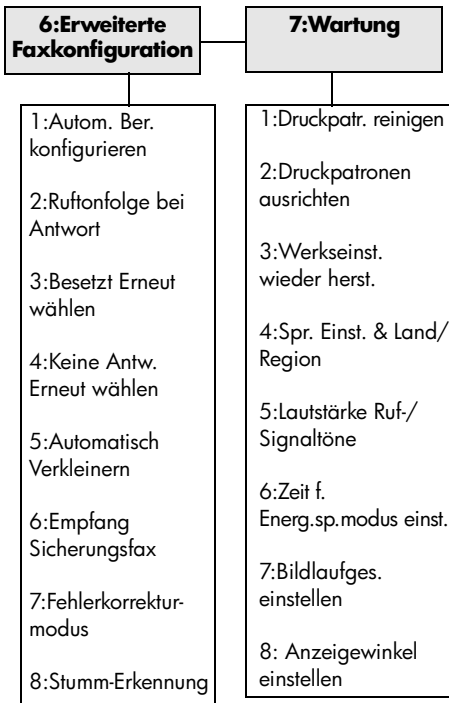 6:Erweiterte
Faxkonfiguration
1:Autom. Ber.
konfigurieren
2:Ruftonfolge bei
Antwort
3:Besetzt Erneut
wählen
4:Keine Antw.
Erneut wählen
5:Automatisch
Verkleinern
6:Empfang
Sicherungsfax
7:Fehlerkorrektur-
modus
8:Stumm-Erkennung
7:Wartung
1:Druckpatr. reinigen
2:Druckpatronen
ausrichten
3:Werkseinst.
wieder herst.
4:Spr. Einst. & Land/
Region
5:Lautstärke Ruf-/
Signaltöne
6:Zeit f.
Energ.sp.modus einst.
7:Bildlaufges.
einstellen
8: Anzeigewinkel
einstellen